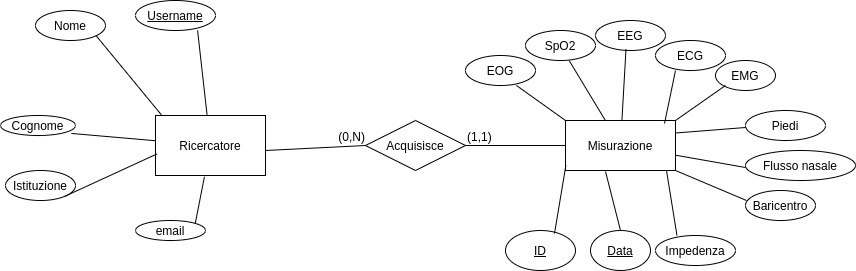 Username
Nome
EEG
SpO2
ECG
EOG
EMG
Cognome
Piedi
(0,N)
(1,1)
Ricercatore
Acquisisce
Misurazione
Flusso nasale
Istituzione
Baricentro
email
ID
Data
Impedenza